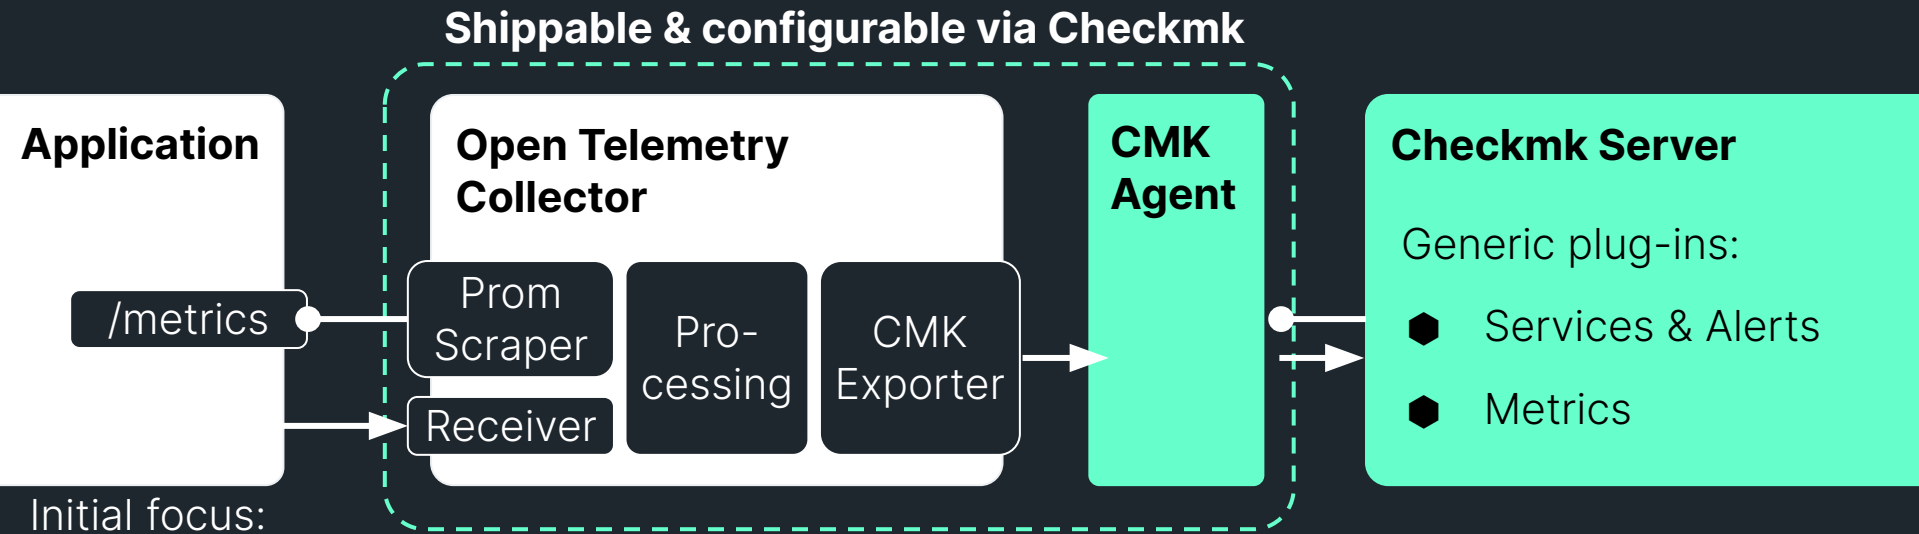 Shippable & configurable via Checkmk
Application
/metrics
Initial focus:
Open Telemetry
Collector
Prom
Scraper
Receiver
Pro-
cessing
CMK
Exporter
CMK
Agent
Checkmk Server
Generic plug-ins:
Services & Alerts
Metrics